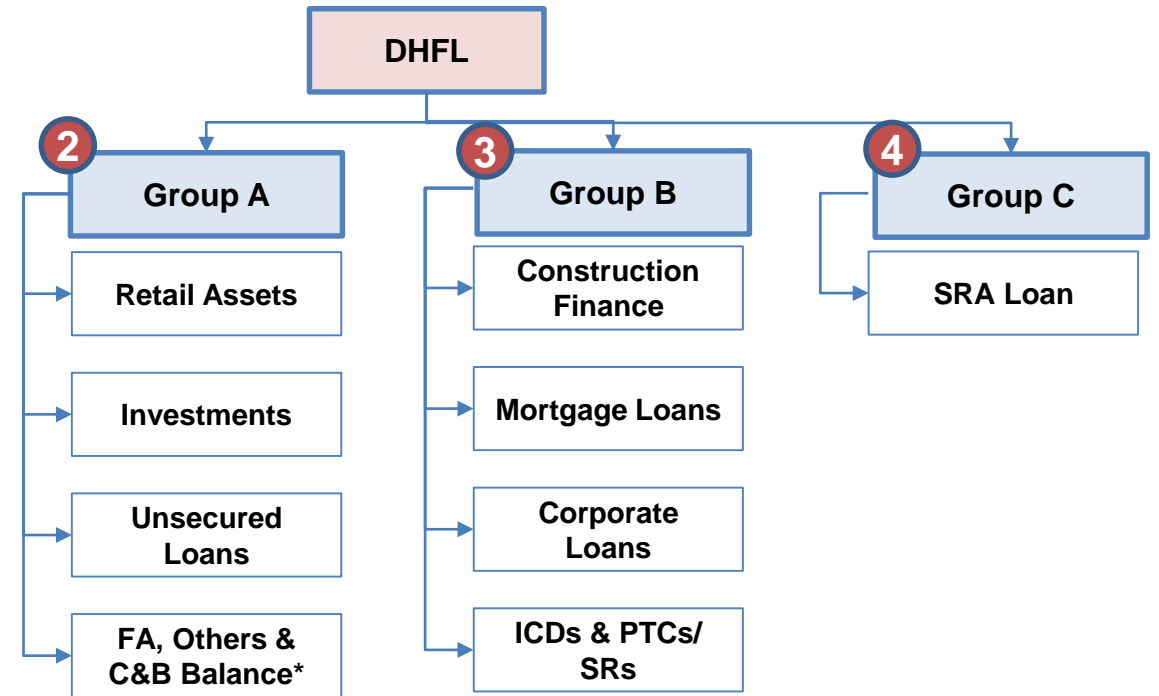 DHFL
2
Group A
Retail Assets
Investments
Unsecured
Loans
FA, Others &
C&B Balance*
3
Group B
Construction
Finance
Mortgage Loans
Corporate
Loans
ICDs & PTCs/
SRs
4
Group C
SRA Loan